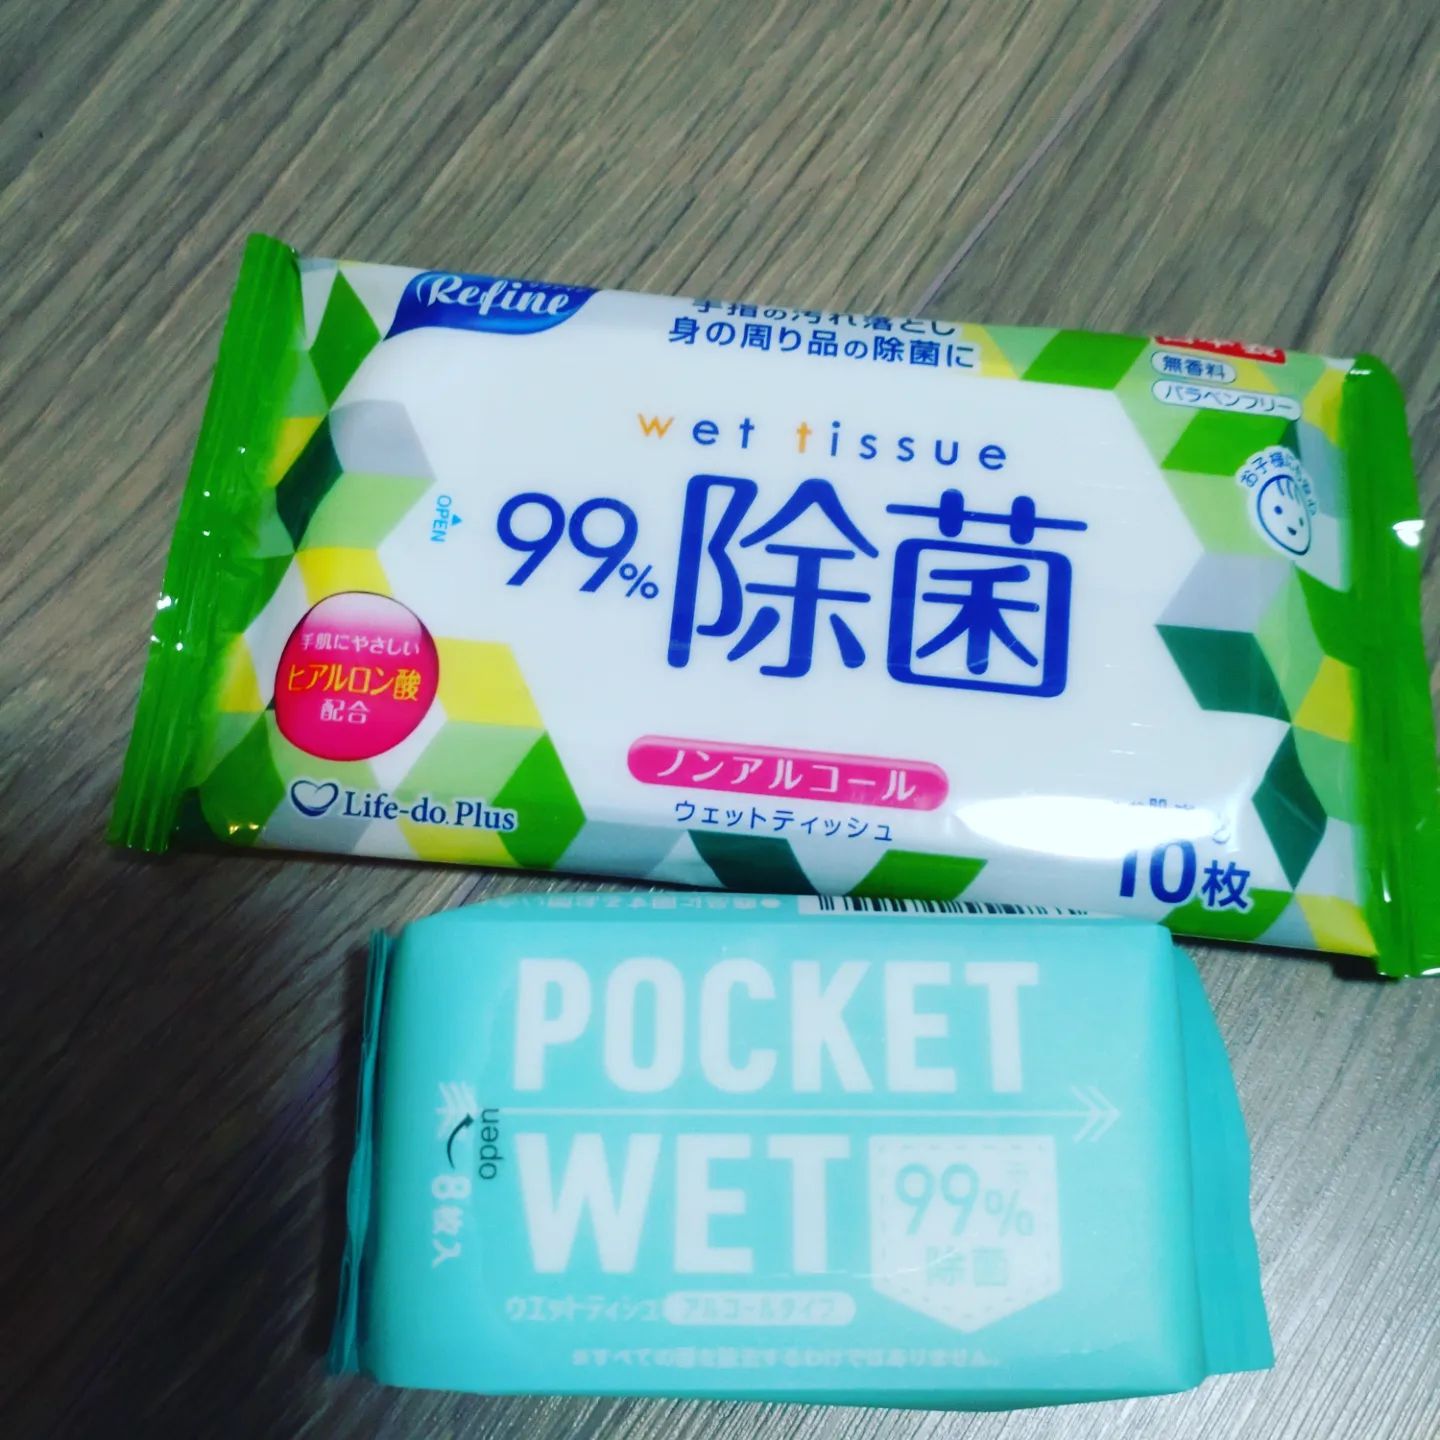 Refine
手指の汚れ落とし
身の周り品の除菌に
日本製
無香料
パラベンフリー
wet tissue
99%除菌
OPEN
手肌にやさしい
ヒアルロン酸
配合
ノンアルコール
ウェットティッシュ
Life-do.Plus
10枚
POCKET
WET
99%
除菌
open
8枚入
ウエットティシュ アルコールタイプ
※すべての菌を除菌するわけではありません。